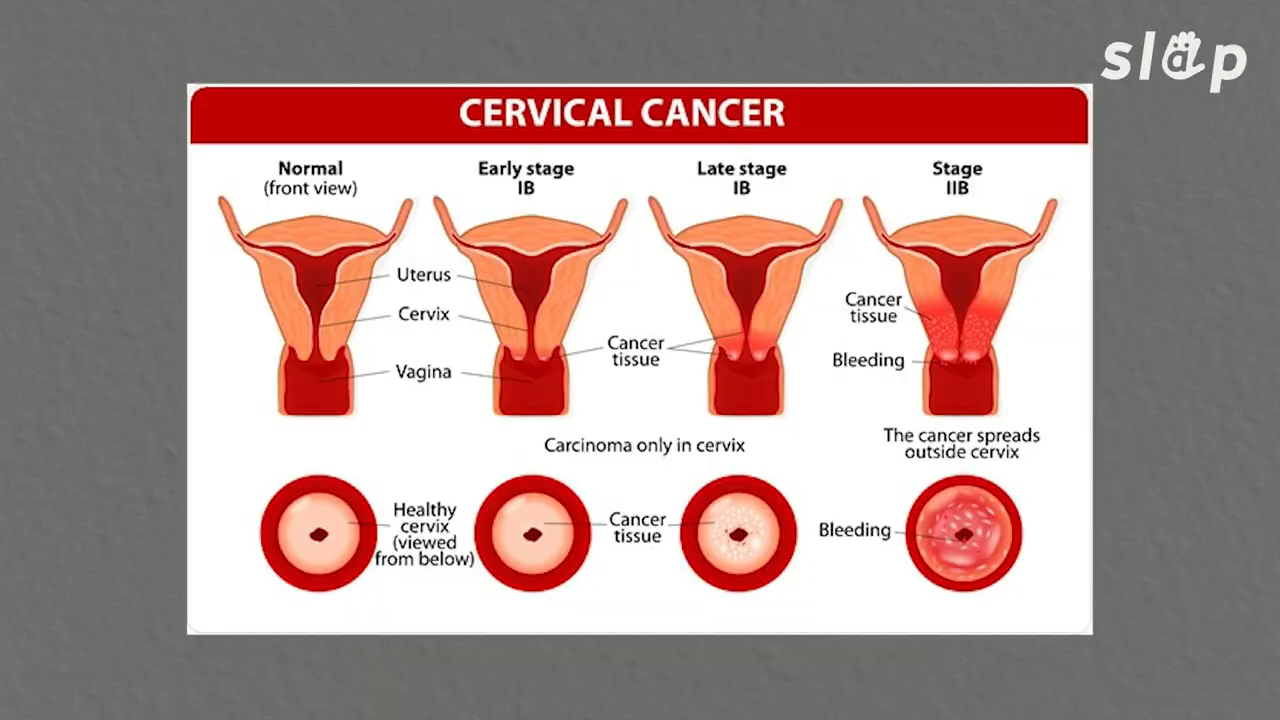 slap
CERVICAL CANCER
Normal
(front view)
Early stage
IB
Late stage
IB
Stage
IIB
Uterus
Cervix
Vagina
Cancer
tissue
Cancer
tissue
Bleeding
Carcinoma only in cervix
The cancer spreads
outside cervix
Healthy
cervix
(viewed
from below)
Cancer
tissue
Bleeding